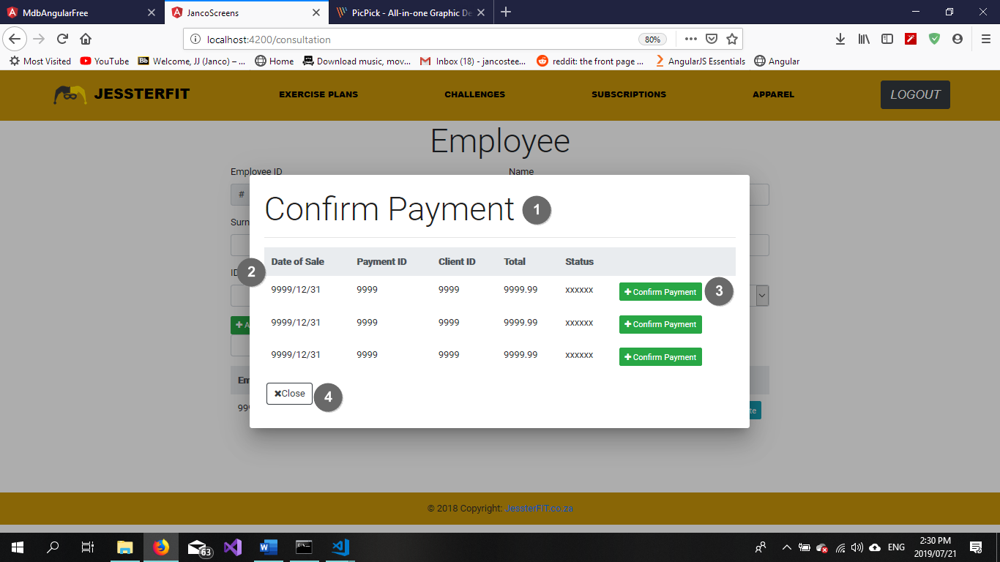 MdbAngularFree JancoScreens PicPick - All-in-one Graphic De
localhost:4200/consultation 80%
Most Visited YouTube Bb Welcome, JJ (Janco) – ... Home Download music, mov... Inbox (18) - jancostee... reddit: the front page ... AngularJS Essentials Angular
JESSTERFIT EXERCISE PLANS CHALLENGES SUBSCRIPTIONS APPAREL LOGOUT
Employee
Employee ID Name
#
Confirm Payment 1
Surn
Date of Sale Payment ID Client ID Total Status
2
ID
9999/12/31 9999 9999 9999.99 xxxxxx Confirm Payment 3
9999/12/31 9999 9999 9999.99 xxxxxx Confirm Payment
A
9999/12/31 9999 9999 9999.99 xxxxxx Confirm Payment
Em
Close 4
999 te
© 2018 Copyright: JessterFIT.co.za
63 ENG 2:30 PM
2019/07/21